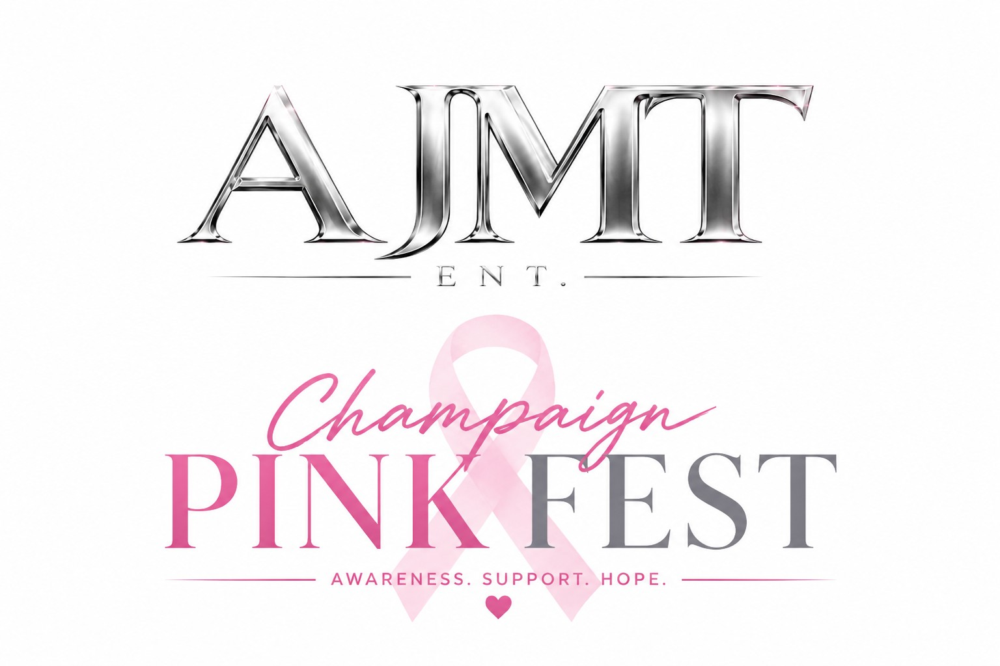 AJMT
ENT.
Champaign
PINK FEST
AWARENESS. SUPPORT. HOPE.